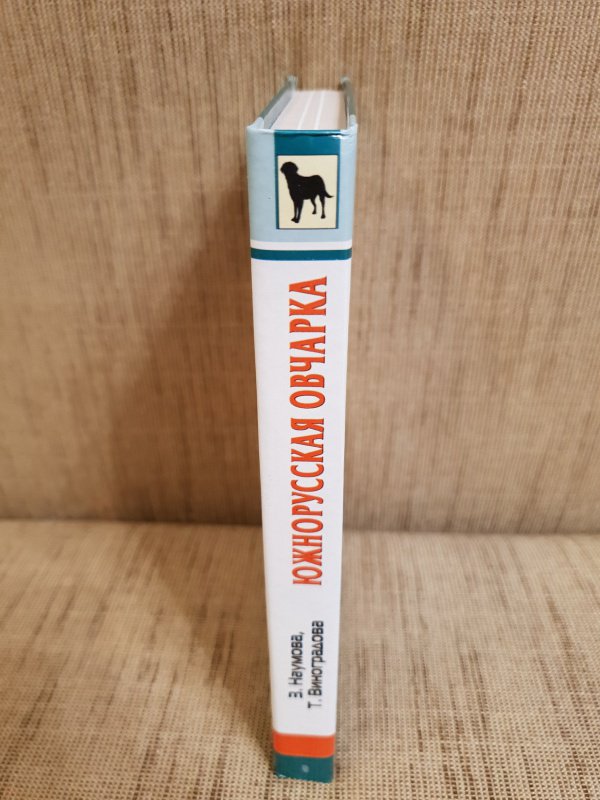 ЮЖНОРУССКАЯ ОВЧАРКА
З. Наумова,
Т. Виноградова